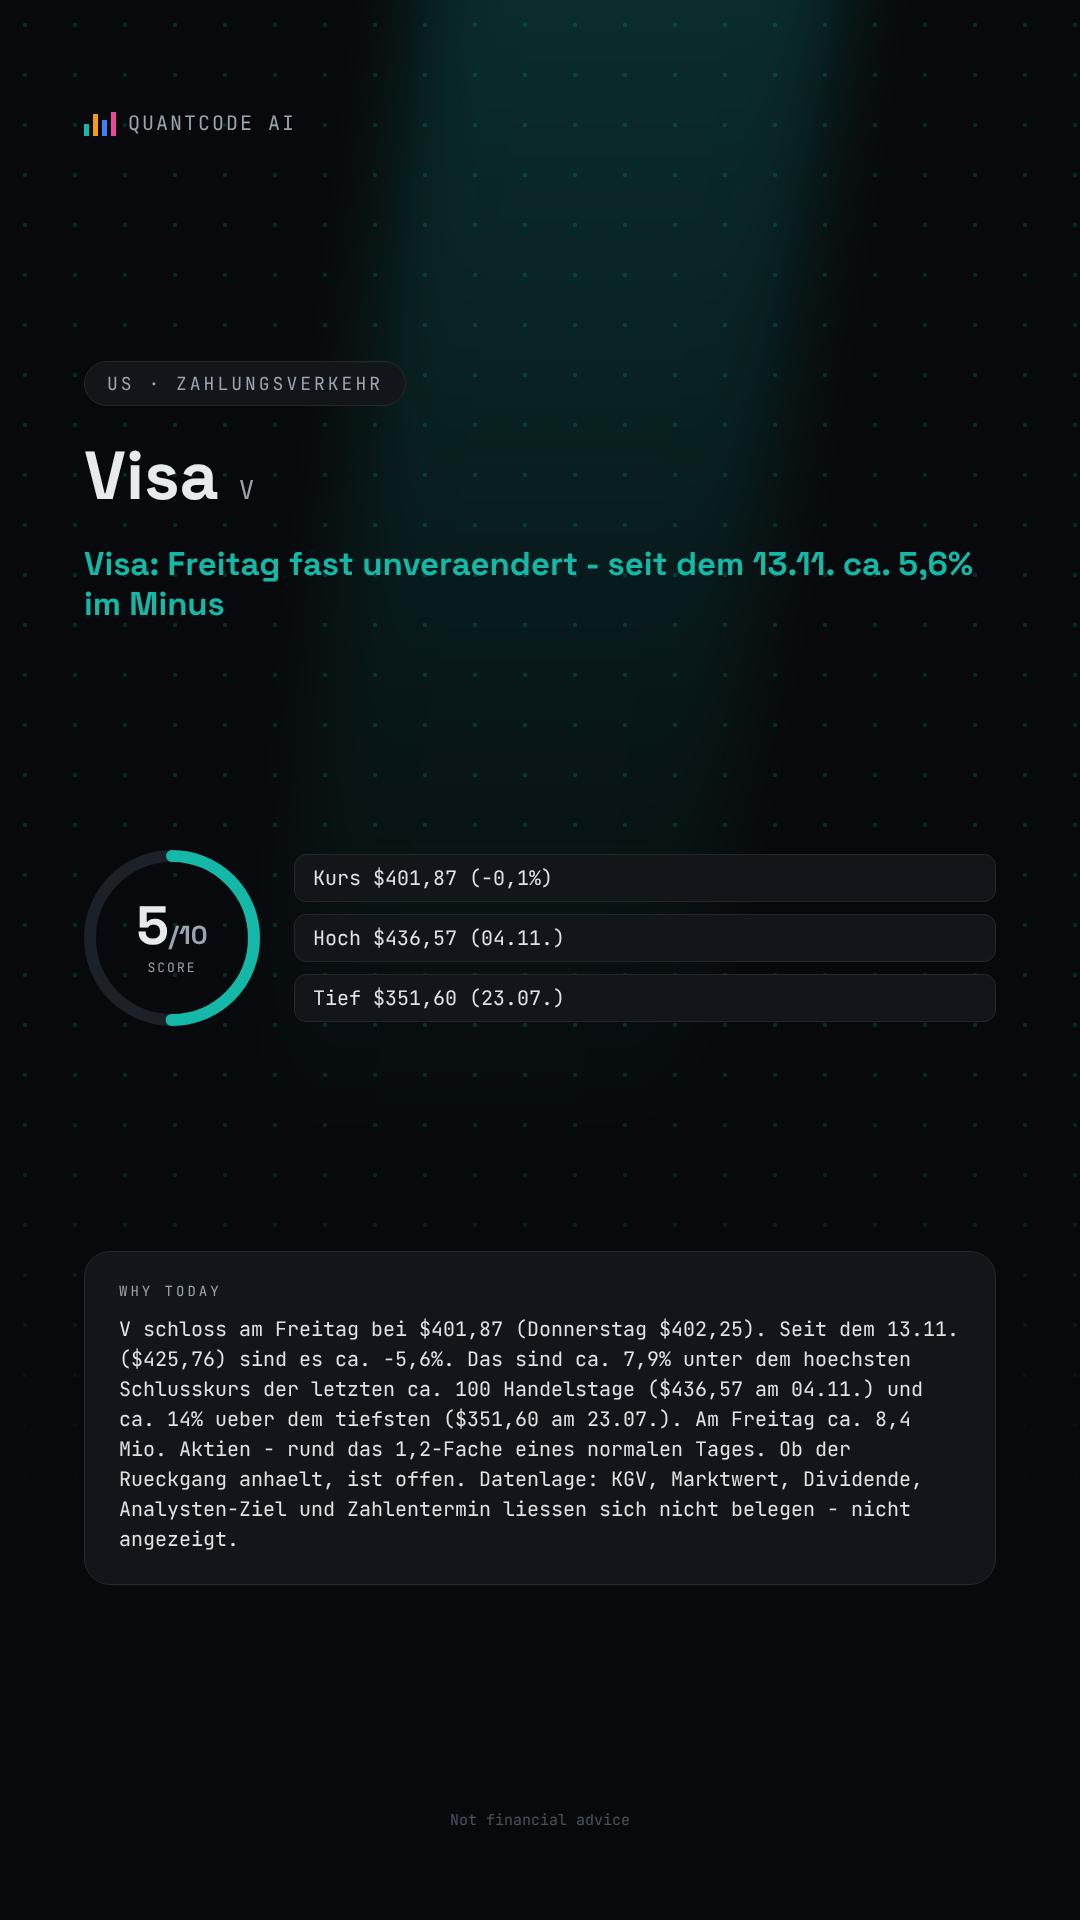 QUANTCODE AI
US · ZAHLUNGSVERKEHR
Visa V
Visa: Freitag fast unveraendert - seit dem 13.11. ca. 5,6%
im Minus
5/10
SCORE
Kurs $401,87 (-0,1%)
Hoch $436,57 (04.11.)
Tief $351,60 (23.07.)
WHY TODAY
V schloss am Freitag bei $401,87 (Donnerstag $402,25). Seit dem 13.11.
($425,76) sind es ca. -5,6%. Das sind ca. 7,9% unter dem hoechsten
Schlusskurs der letzten ca. 100 Handelstage ($436,57 am 04.11.) und
ca. 14% ueber dem tiefsten ($351,60 am 23.07.). Am Freitag ca. 8,4
Mio. Aktien - rund das 1,2-Fache eines normalen Tages. Ob der
Rueckgang anhaelt, ist offen. Datenlage: KGV, Marktwert, Dividende,
Analysten-Ziel und Zahlentermin liessen sich nicht belegen - nicht
angezeigt.
Not financial advice